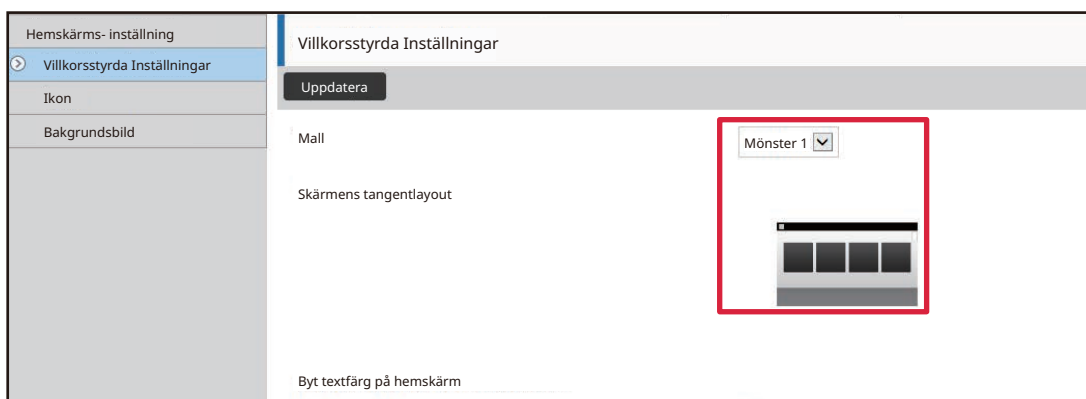 Hemskärms- inställning
Villkorsstyrda Inställningar
Ikon
Bakgrundsbild
Villkorsstyrda Inställningar
Uppdatera
Mall
Mönster 1
Skärmens tangentlayout
Byt textfärg på hemskärm